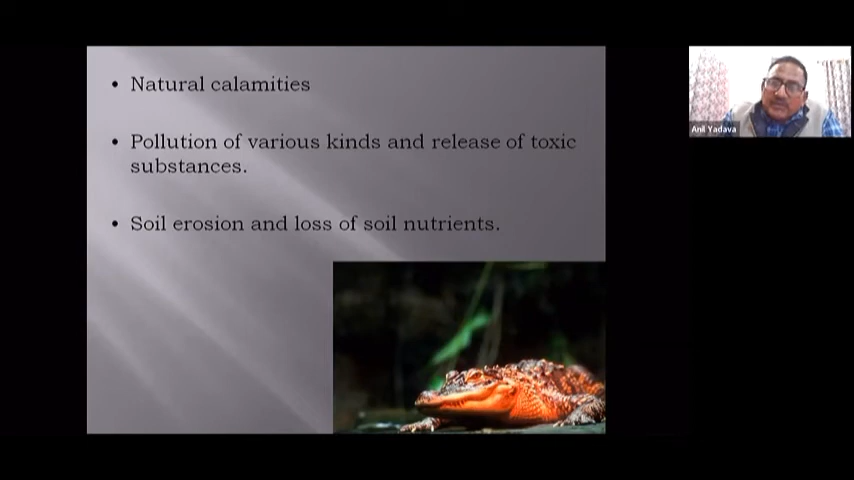 • Natural calamities
• Pollution of various kinds and release of toxic
substances.
• Soil erosion and loss of soil nutrients.
Anil Yadava